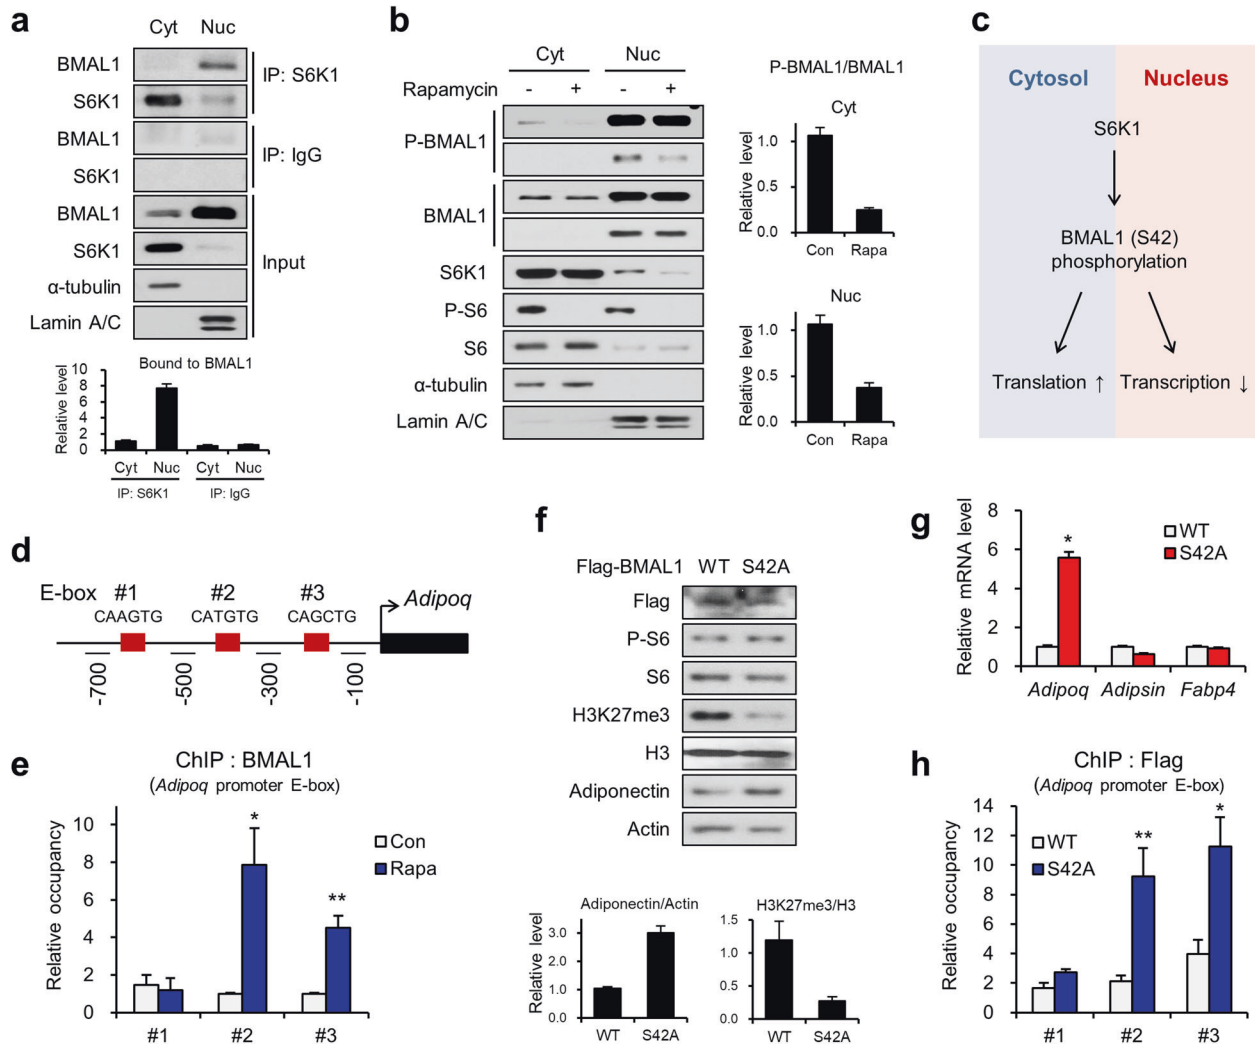 a
Cyt Nuc
BMAL1
S6K1
IP: S6K1
BMAL1
S6K1
IP: IgG
BMAL1
S6K1
α-tubulin
Lamin A/C
Input
Bound to BMAL1
Relative level
10
8
6
4
2
0
Cyt Nuc Cyt Nuc
IP: S6K1 IP: IgG
b
Cyt Nuc
Rapamycin - + - +
P-BMAL1
BMAL1
S6K1
P-S6
S6
α-tubulin
Lamin A/C
P-BMAL1/BMAL1
Cyt
Relative level
1.0
0.5
0.0
Con Rapa
Nuc
Relative level
1.0
0.5
0.0
Con Rapa
c
Cytosol Nucleus
S6K1
BMAL1 (S42)
phosphorylation
Translation ↑ Transcription ↓
d
E-box #1 #2 #3
CAAGTG CATGTG CAGCTG
Adipoq
-700 -500 -300 -100
e
ChIP : BMAL1
(Adipoq promoter E-box)
Relative occupancy
10
8
6
4
2
0
* **
Con
Rapa
#1 #2 #3
f
Flag-BMAL1 WT S42A
Flag
P-S6
S6
H3K27me3
H3
Adiponectin
Actin
Adiponectin/Actin
Relative level
3.0
2.0
1.0
0.0
WT S42A
H3K27me3/H3
1.5
1.0
0.5
0.0
WT S42A
g
Relative mRNA level
8
6
4
2
0
*
WT
S42A
Adipoq Adipsin Fabp4
h
ChIP : Flag
(Adipoq promoter E-box)
Relative occupancy
14
12
10
8
6
4
2
0
** *
WT
S42A
#1 #2 #3